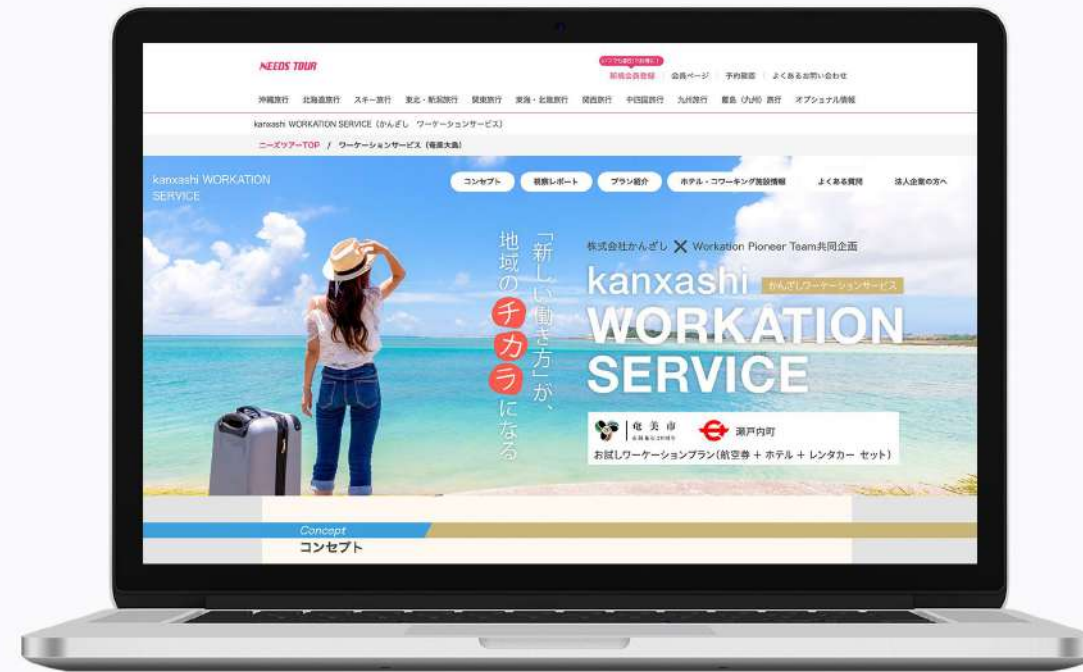 NEEDS TOUR
新規会員登録 会員ページ 予約確認 よくあるお問い合わせ
沖縄旅行 北海道旅行 スキー旅行 東北・新潟旅行 関東旅行 東海・北陸旅行 関西旅行 中四国旅行 九州旅行 離島（九州）旅行 オプショナル情報
kanxashi WORKATION SERVICE（かんざし ワーケーションサービス）
ニーズツアーTOP / ワーケーションサービス（奄美大島）
kanxashi WORKATION
SERVICE
コンセプト 視察レポート プラン紹介 ホテル・コワーキング施設情報 よくある質問 法人企業の方へ
「新しい働き方」が、
地域のチカラになる
株式会社かんざし × Workation Pioneer Team共同企画
kanxashi かんざしワーケーションサービス
WORKATION
SERVICE
奄美市 瀬戸内町
お試しワーケーションプラン(航空券 + ホテル + レンタカー セット)
Concept
コンセプト